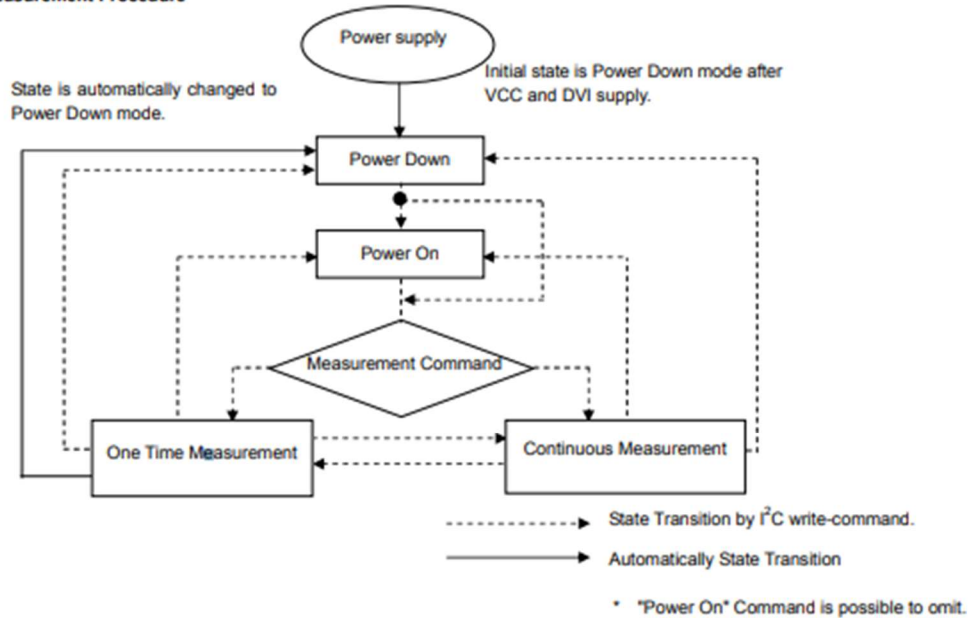 Measurement Procedure
Power supply
State is automatically changed to
Power Down mode.
Initial state is Power Down mode after
VCC and DVI supply.
Power Down
Power On
Measurement Command
One Time Measurement
Continuous Measurement
State Transition by I²C write-command.
Automatically State Transition
* "Power On" Command is possible to omit.